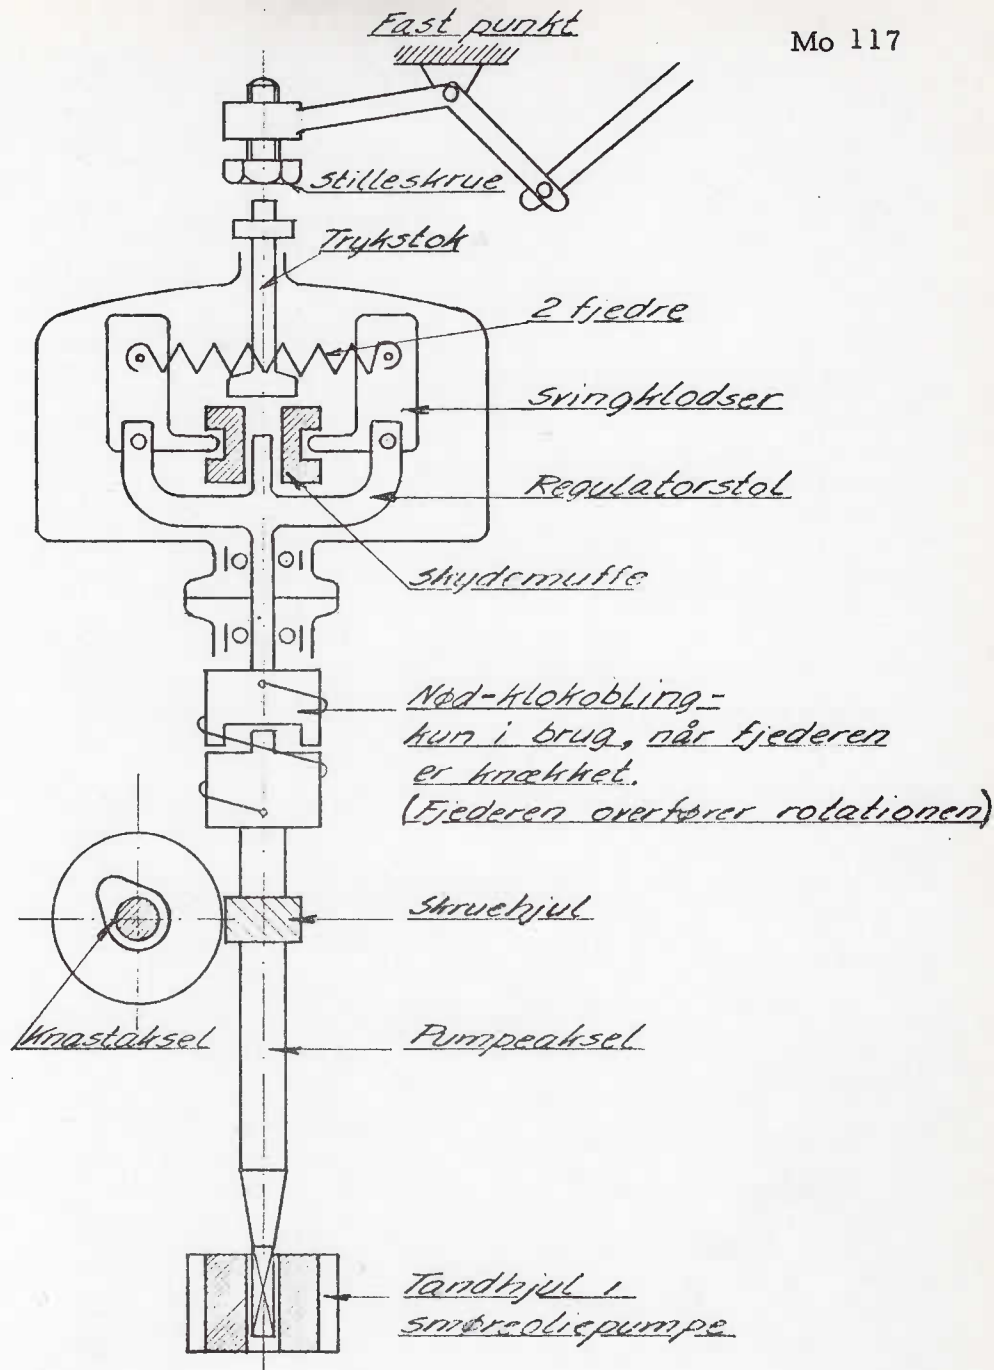 Fast punkt
Mo 117
Stilleskrue
Trykstok
2 fjedre
Svingklodser
Regulatorstol
Skydemuffe
Nød-klokobling-
kun i brug, når fjederen
er knækket.
(Fjederen overfører rotationen)
Skruehjul
Knastaksel
Pumpeaksel
Tandhjul i
smøreoliepumpe